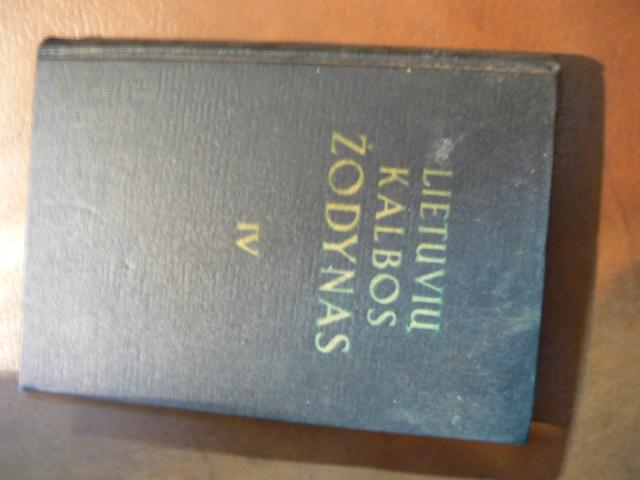 LIETUVIŲ
KALBOS
ŽODYNAS
IV